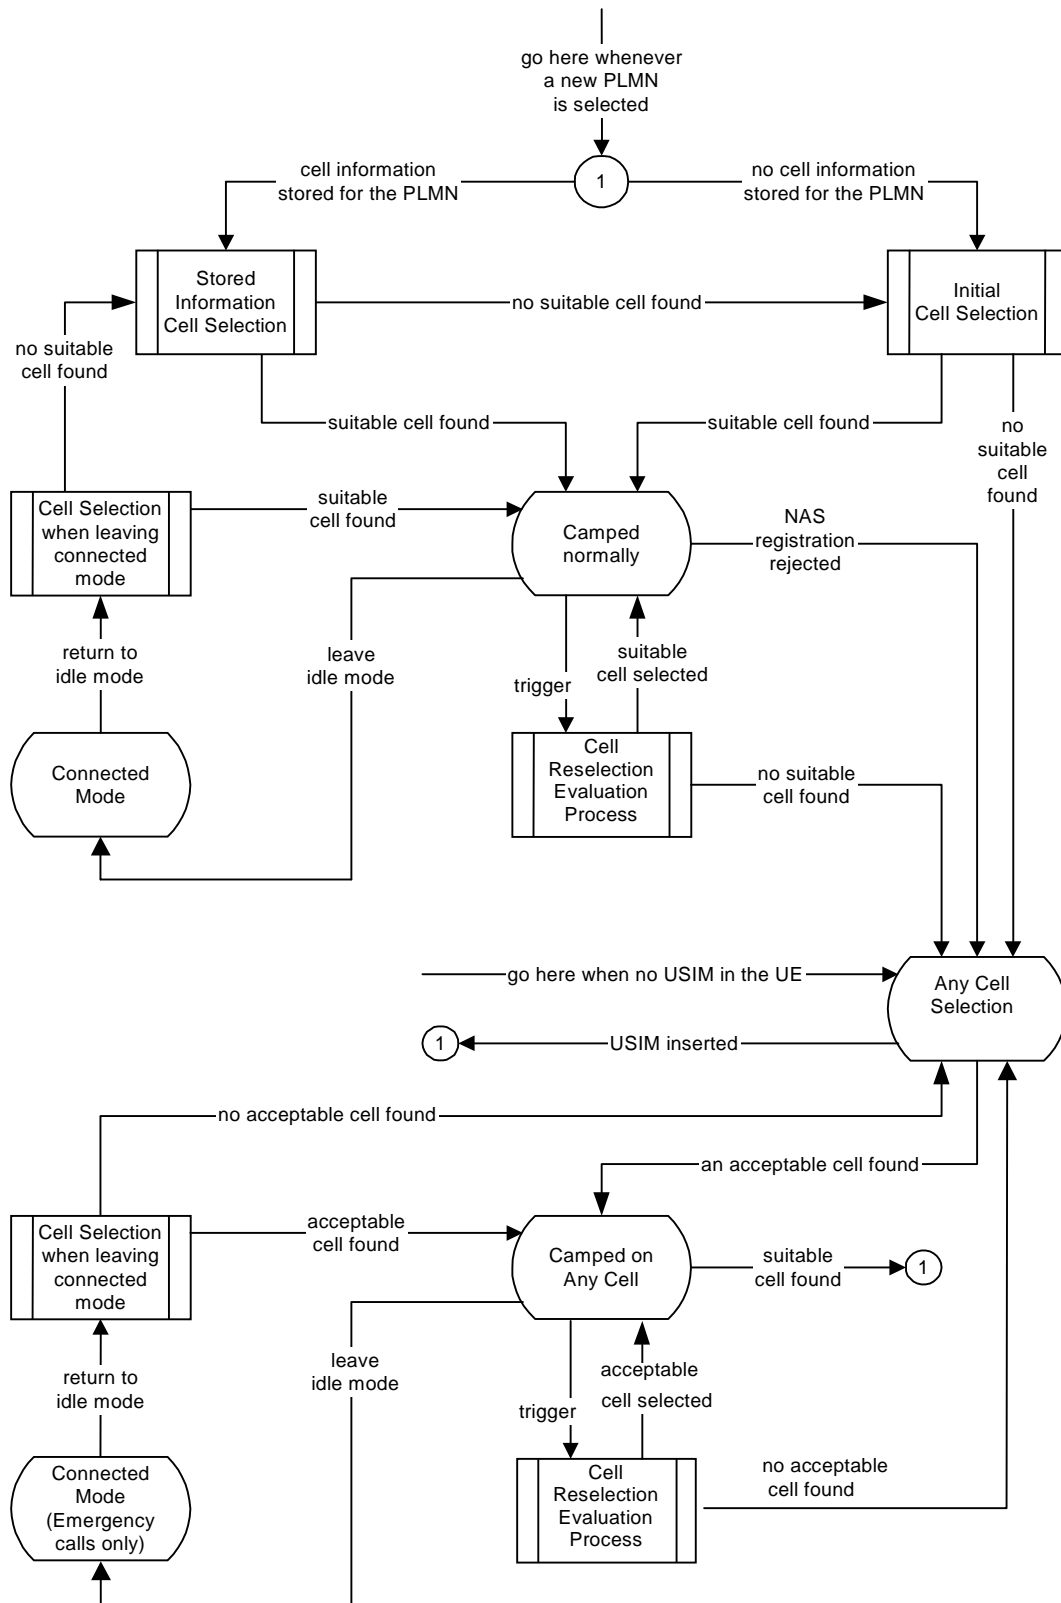 go here whenever
a new PLMN
is selected
cell information
stored for the PLMN
1
no cell information
stored for the PLMN
Stored
Information
Cell Selection
no suitable cell found
Initial
Cell Selection
no suitable
cell found
suitable cell found
suitable cell found
no
suitable
cell
found
Cell Selection
when leaving
connected
mode
suitable
cell found
Camped
normally
NAS
registration
rejected
return to
idle mode
leave
idle mode
trigger
suitable
cell selected
Connected
Mode
Cell
Reselection
Evaluation
Process
no suitable
cell found
go here when no USIM in the UE
Any Cell
Selection
1
USIM inserted
no acceptable cell found
an acceptable cell found
Cell Selection
when leaving
connected
mode
acceptable
cell found
Camped on
Any Cell
suitable
cell found
1
return to
idle mode
leave
idle mode
trigger
acceptable
cell selected
Connected
Mode
(Emergency
calls only)
Cell
Reselection
Evaluation
Process
no acceptable
cell found